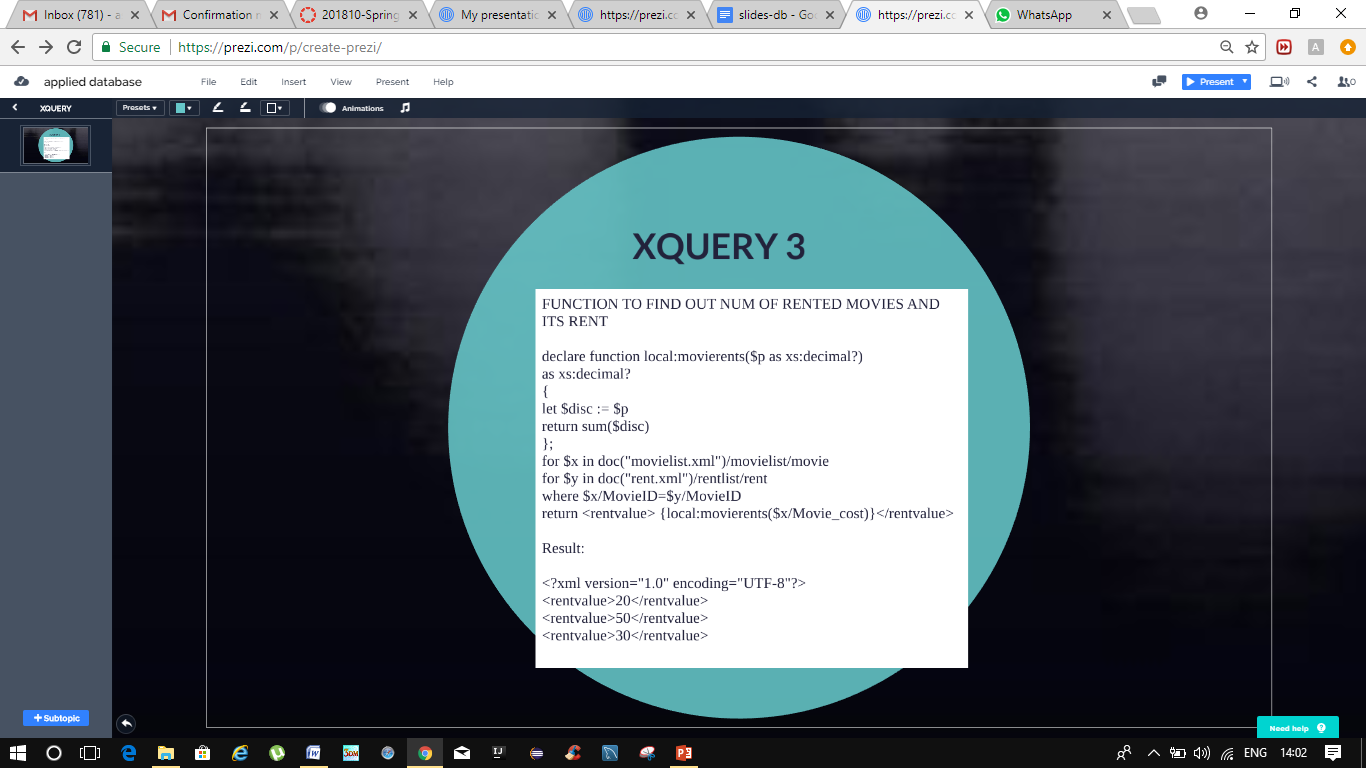 Inbox (781) - a
Confirmation r
201810-Spring
My presentatic
https://prezi.cc
slides-db - Goo
https://prezi.cc
WhatsApp
Secure
https://prezi.com/p/create-prezi/
A
applied database
File
Edit
Insert
View
Present
Help
Present
0
XQUERY
Presets
Animations
XQUERY 3
FUNCTION TO FIND OUT NUM OF RENTED MOVIES AND
ITS RENT
declare function local:movierents($p as xs:decimal?)
as xs:decimal?
{
let $disc := $p
return sum($disc)
};
for $x in doc("movielist.xml")/movielist/movie
for $y in doc("rent.xml")/rentlist/rent
where $x/MovieID=$y/MovieID
return <rentvalue> {local:movierents($x/Movie_cost)}</rentvalue>
Result:
<?xml version="1.0" encoding="UTF-8"?>
<rentvalue>20</rentvalue>
<rentvalue>50</rentvalue>
<rentvalue>30</rentvalue>
+ Subtopic
Need help ?
ENG
14:02